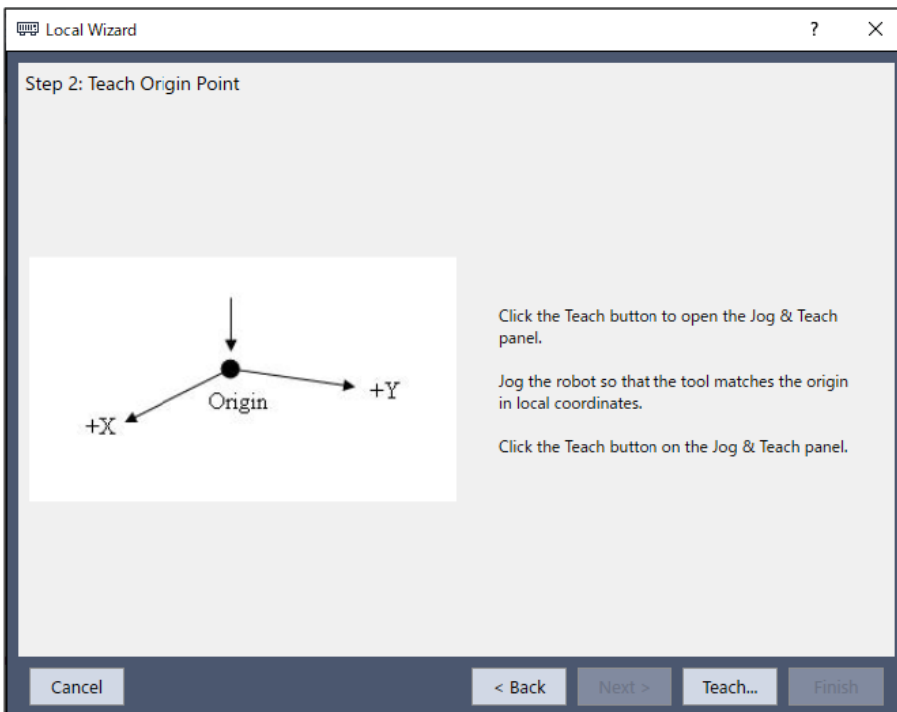 Local Wizard
?
Step 2: Teach Origin Point
Origin
+X
+Y
Click the Teach button to open the Jog & Teach
panel.
Jog the robot so that the tool matches the origin
in local coordinates.
Click the Teach button on the Jog & Teach panel.
Cancel
< Back
Next >
Teach...
Finish